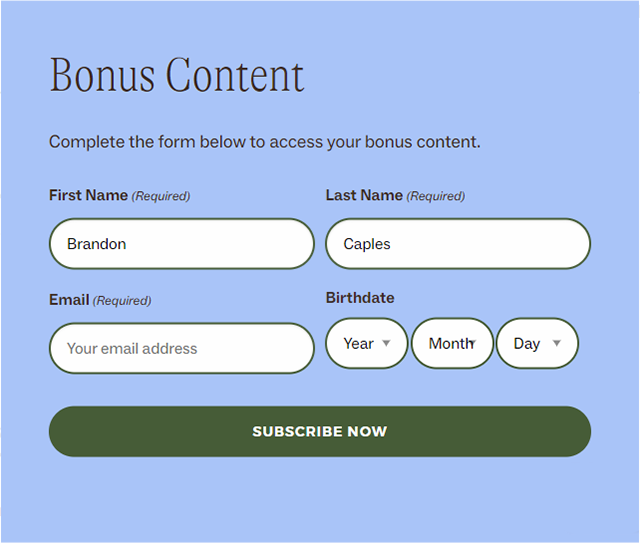 Bonus Content
Complete the form below to access your bonus content.
First Name (Required)
Last Name (Required)
Brandon
Caples
Email (Required)
Birthdate
Your email address
Year
Month
Day
SUBSCRIBE NOW